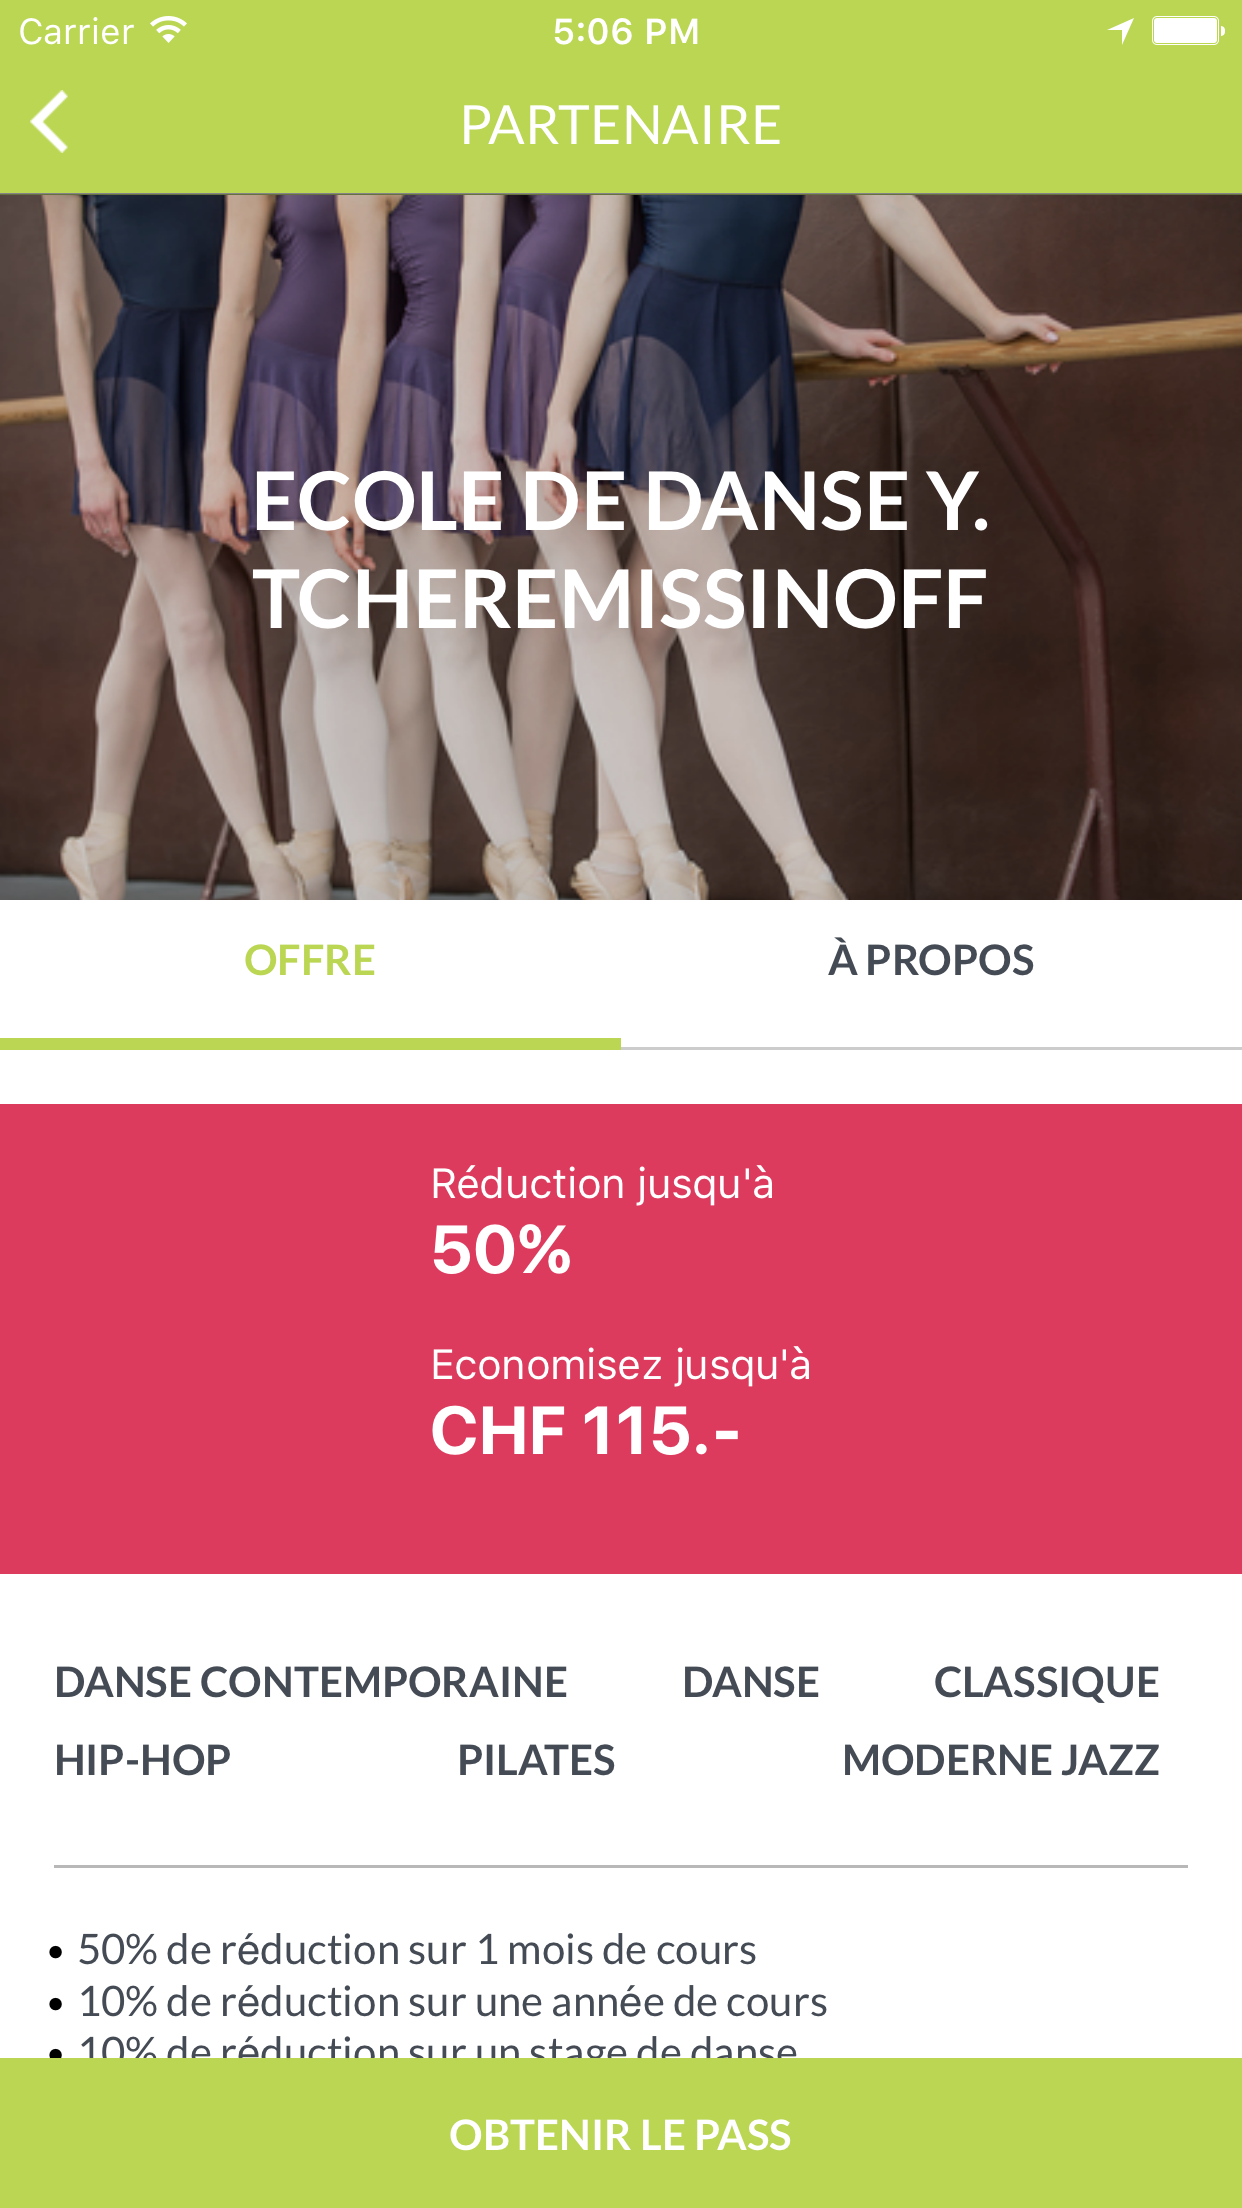 Carrier 5:06 PM
PARTENAIRE
ECOLE DE DANSE Y.
TCHEREMISSINOFF
OFFRE À PROPOS
Réduction jusqu'à
50%
Economisez jusqu'à
CHF 115.-
DANSE CONTEMPORAINE DANSE CLASSIQUE
HIP-HOP PILATES MODERNE JAZZ
• 50% de réduction sur 1 mois de cours
• 10% de réduction sur une année de cours
• 10% de réduction sur un stage de danse
OBTENIR LE PASS